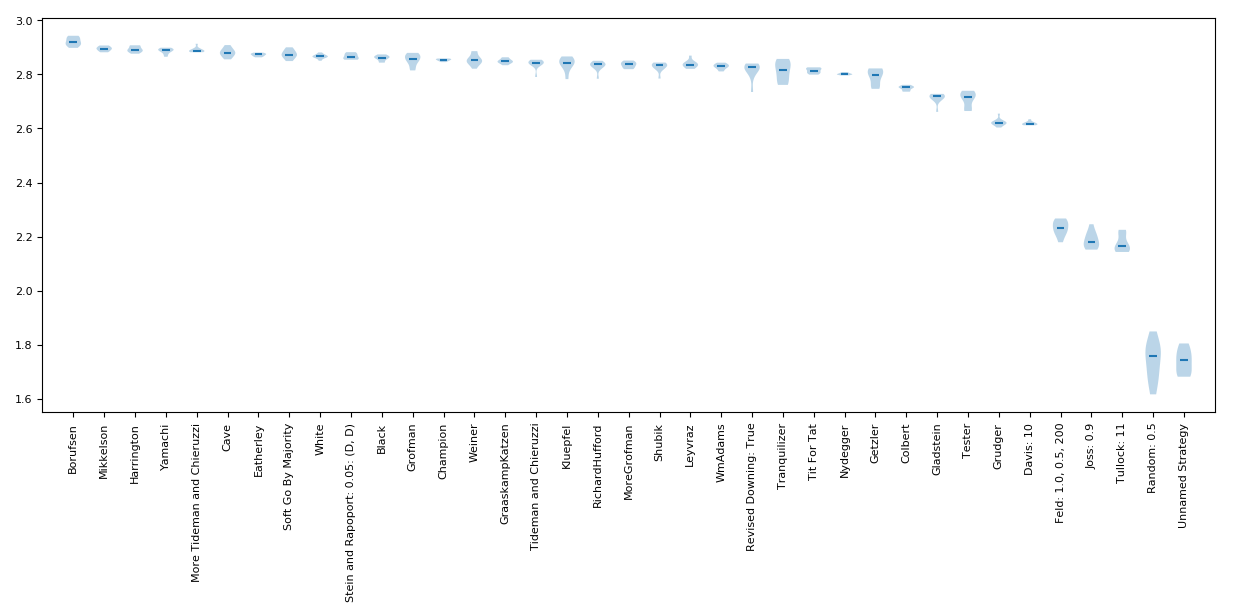 3.0
2.8
2.6
2.4
2.2
2.0
1.8
1.6
Borufsen
Mikkelson
Harrington
Yamachi
More Tideman and Chieruzzi
Cave
Eatherley
Soft Go By Majority
White
Stein and Rapoport: 0.05: (D, D)
Black
Grofman
Champion
Weiner
GraaskampKatzen
Tideman and Chieruzzi
Kluepfel
RichardHufford
MoreGrofman
Shubik
Leyvraz
WmAdams
Revised Downing: True
Tranquilizer
Tit For Tat
Nydegger
Getzler
Colbert
Gladstein
Tester
Grudger
Davis: 10
Feld: 1.0, 0.5, 200
Joss: 0.9
Tullock: 11
Random: 0.5
Unnamed Strategy